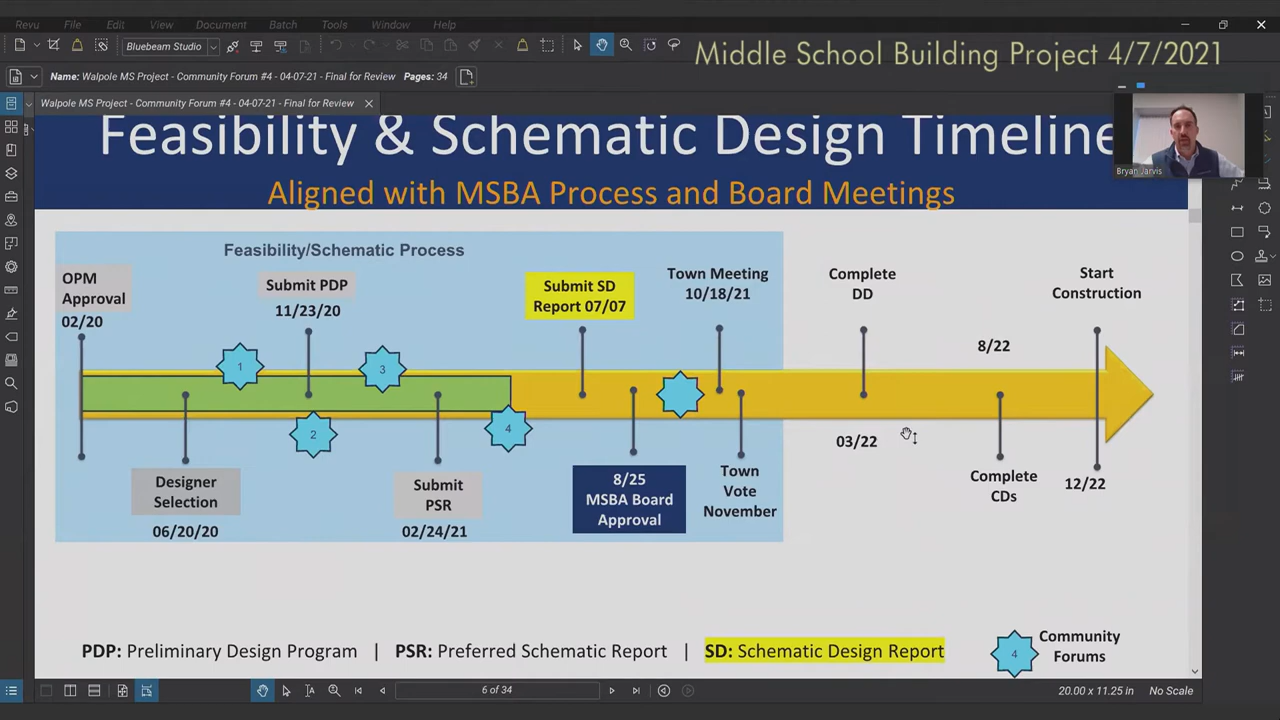 Revu File Edit View Document Batch Tools Window Help
Bluebeam Studio
Middle School Building Project 4/7/2021
Name: Walpole MS Project - Community Forum #4 - 04-07-21 - Final for Review Pages: 34
Walpole MS Project - Community Forum #4 - 04-07-21 - Final for Review
Feasibility & Schematic Design Timeline
Bryan Jarvis
Aligned with MSBA Process and Board Meetings
Feasibility/Schematic Process
OPM
Approval
02/20
Submit PDP
11/23/20
Submit SD
Report 07/07
Town Meeting
10/18/21
Complete
DD
Start
Construction
8/22
1
3
2
4
03/22
Designer
Selection
06/20/20
Submit
PSR
02/24/21
8/25
MSBA Board
Approval
Town
Vote
November
Complete
CDs
12/22
PDP: Preliminary Design Program | PSR: Preferred Schematic Report | SD: Schematic Design Report
4
Community
Forums
6 of 34
20.00 x 11.25 in No Scale